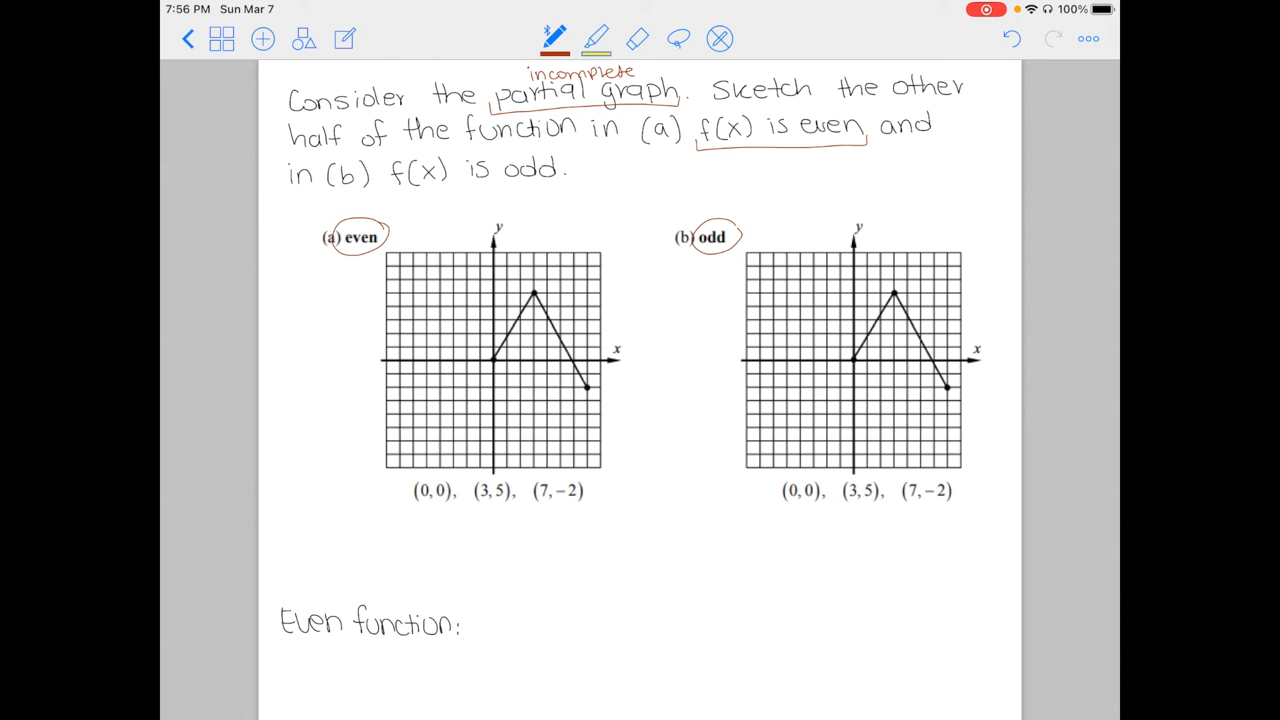 7:56 PM Sun Mar 7
100%
incomplete
Consider the partial graph. Sketch the other
half of the function in (a) f(x) is even and
in (b) f(x) is odd.
(a) even
y
x
(0, 0), (3, 5), (7, −2)
(b) odd
y
x
(0, 0), (3, 5), (7, −2)
Even function: